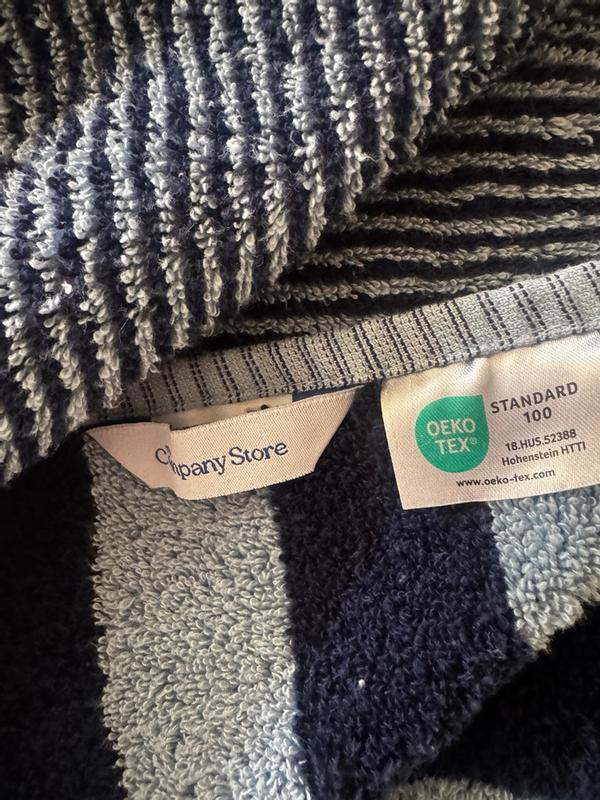 Company Store
OEKO
TEX®
STANDARD
100
18.HUS.52388
Hohenstein HTTI
www.oeko-tex.com